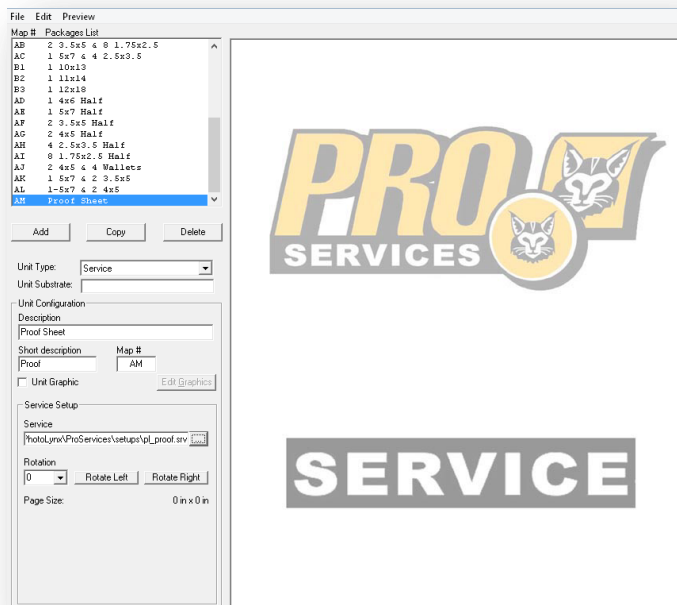 File Edit Preview
Map # Packages List
AB 2 3.5x5 & 8 1.75x2.5
AC 1 5x7 & 4 2.5x3.5
B1 1 10x13
B2 1 11x14
B3 1 12x18
AD 1 4x6 Half
AE 1 5x7 Half
AF 2 3.5x5 Half
AG 2 4x5 Half
AH 4 2.5x3.5 Half
AI 8 1.75x2.5 Half
AJ 2 4x5 & 4 Wallets
AK 1 5x7 & 2 3.5x5
AL 1-5x7 & 2 4x5
AM Proof Sheet
Add Copy Delete
Unit Type: Service
Unit Substrate:
Unit Configuration
Description
Proof Sheet
Short description Map #
Proof AM
Unit Graphic Edit Graphics
Service Setup
Service
PhotoLynx\ProServices\setups\pl_proof.srv ...
Rotation
0 Rotate Left Rotate Right
Page Size: 0 in x 0 in
PRO
SERVICES
SERVICE